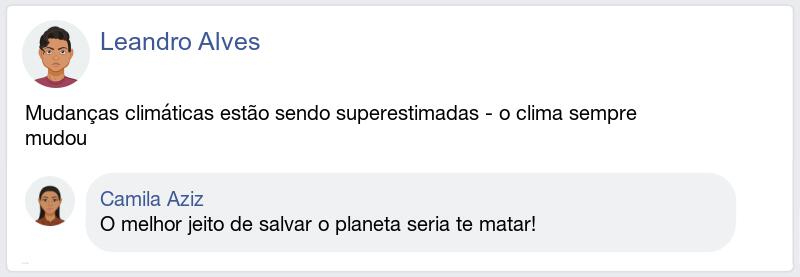 Leandro Alves
Mudanças climáticas estão sendo superestimadas - o clima sempre
mudou
Camila Aziz
O melhor jeito de salvar o planeta seria te matar!